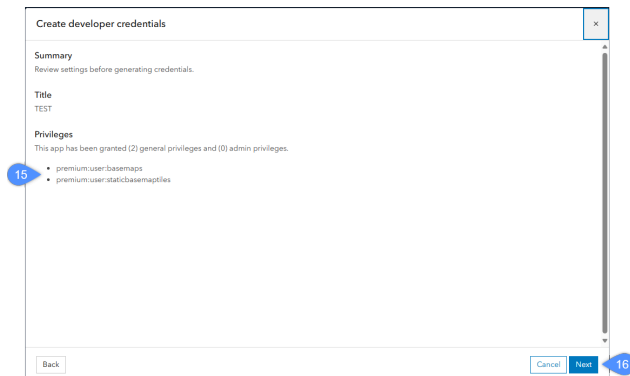 Create developer credentials
×
Summary
Review settings before generating credentials.
Title
TEST
Privileges
This app has been granted (2) general privileges and (0) admin privileges.
• premium:user:basemaps
15
• premium:user:staticbasemaptiles
Back
Cancel
Next
16